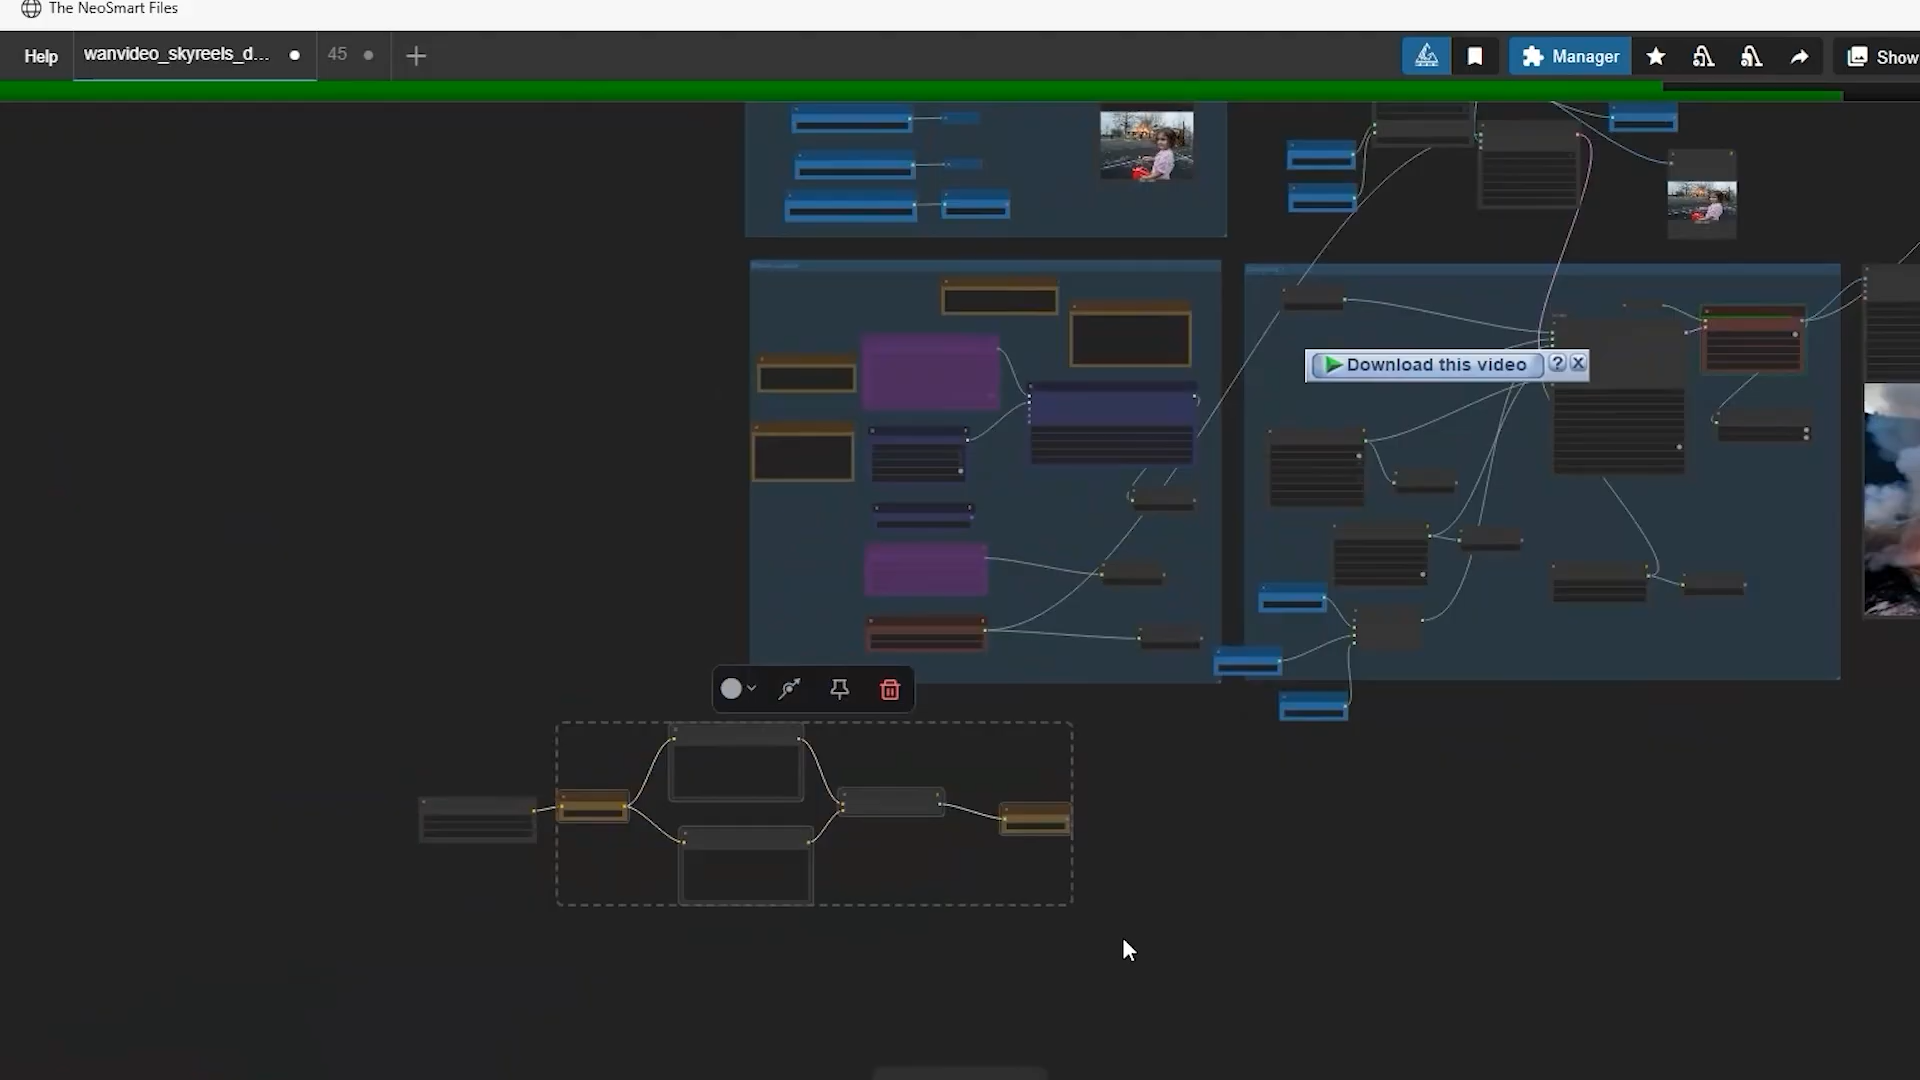 The NeoSmart Files
Help
wanvideo_skyreels_d...
45
Manager
Show
Download this video
?